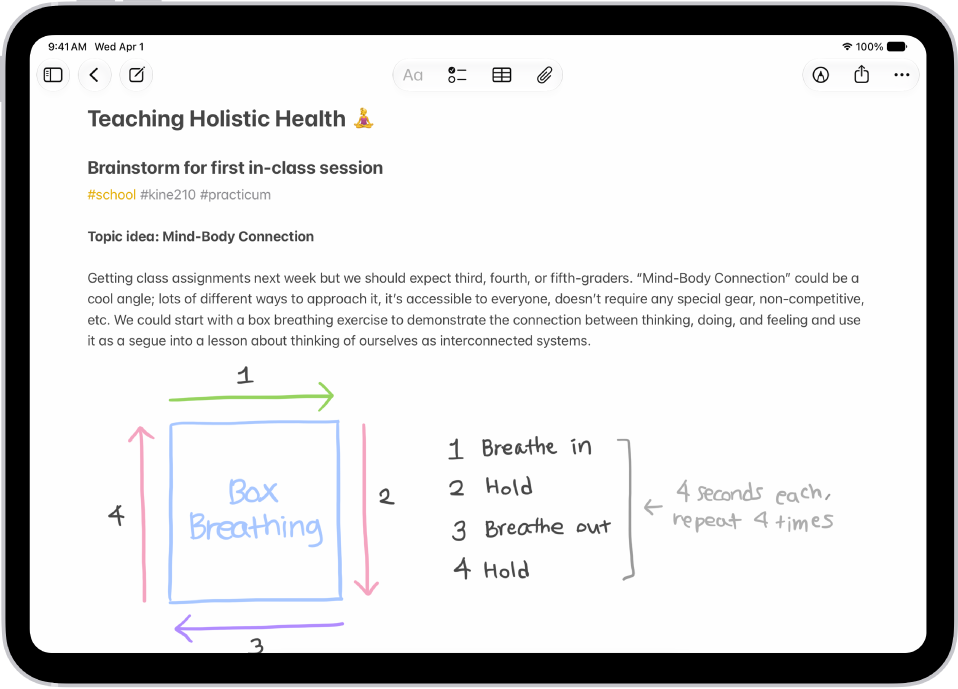 9:41 AM Wed Apr 1
100%
Aa
Teaching Holistic Health 🧘
Brainstorm for first in-class session
#school #kine210 #practicum
Topic idea: Mind-Body Connection
Getting class assignments next week but we should expect third, fourth, or fifth-graders. “Mind-Body Connection” could be a
cool angle; lots of different ways to approach it, it’s accessible to everyone, doesn’t require any special gear, non-competitive,
etc. We could start with a box breathing exercise to demonstrate the connection between thinking, doing, and feeling and use
it as a segue into a lesson about thinking of ourselves as interconnected systems.
1
2
3
4
Box
Breathing
1 Breathe in
2 Hold
3 Breathe out
4 Hold
4 seconds each,
repeat 4 times